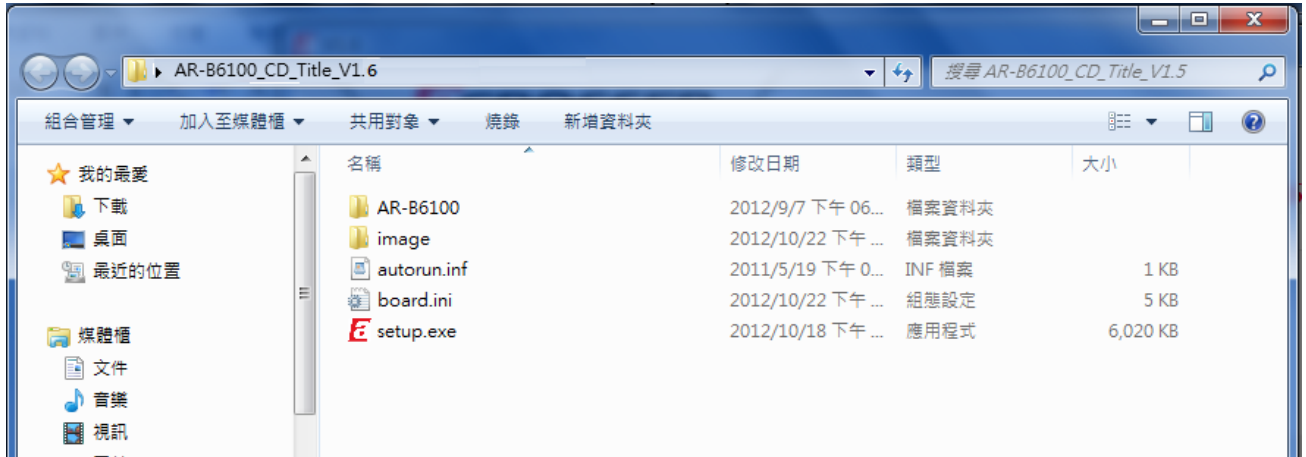 AR-B6100_CD_Title_V1.6
搜尋 AR-B6100_CD_Title_V1.5
組合管理 加入至媒體櫃 共用對象 燒錄 新增資料夾
我的最愛
下載
桌面
最近的位置
媒體櫃
文件
音樂
視訊
名稱 修改日期 類型 大小
AR-B6100 2012/9/7 下午 06... 檔案資料夾
image 2012/10/22 下午 ... 檔案資料夾
autorun.inf 2011/5/19 下午 0... INF 檔案 1 KB
board.ini 2012/10/22 下午 ... 組態設定 5 KB
setup.exe 2012/10/18 下午 ... 應用程式 6,020 KB